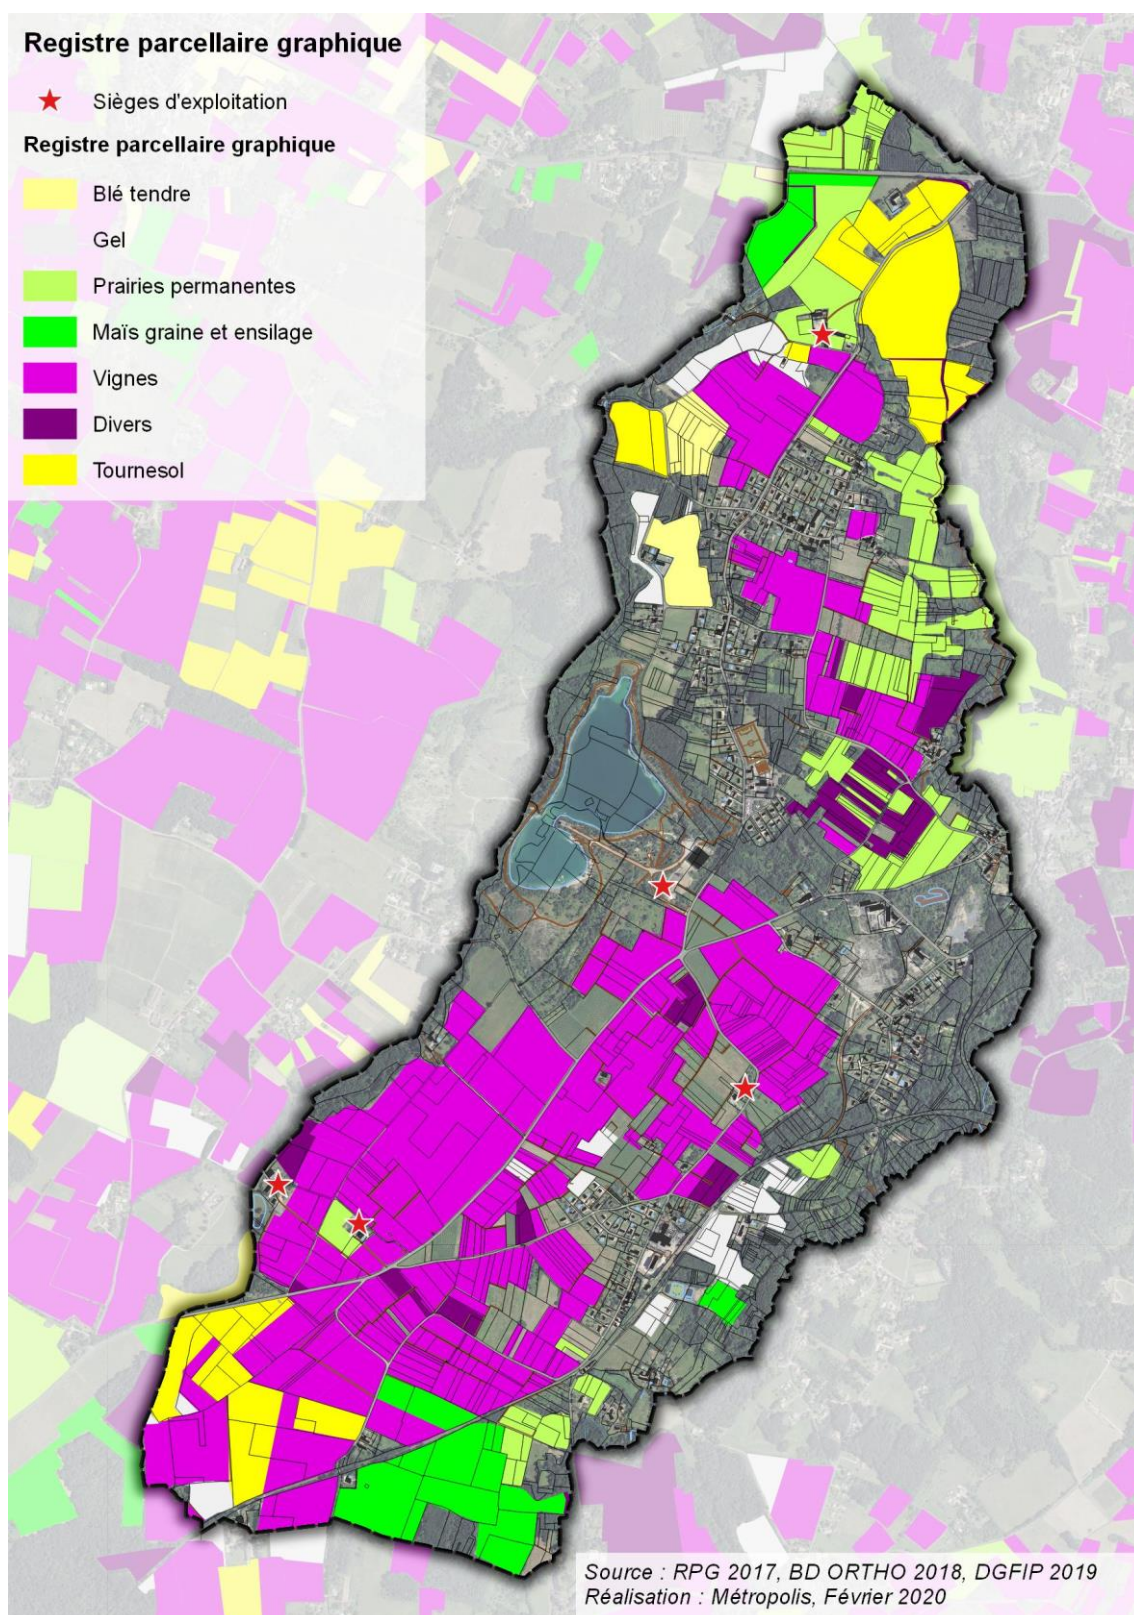 Registre parcellaire graphique
Sièges d'exploitation
Registre parcellaire graphique
Blé tendre
Gel
Prairies permanentes
Maïs graine et ensilage
Vignes
Divers
Tournesol
Source : RPG 2017, BD ORTHO 2018, DGFIP 2019
Réalisation : Métropolis, Février 2020